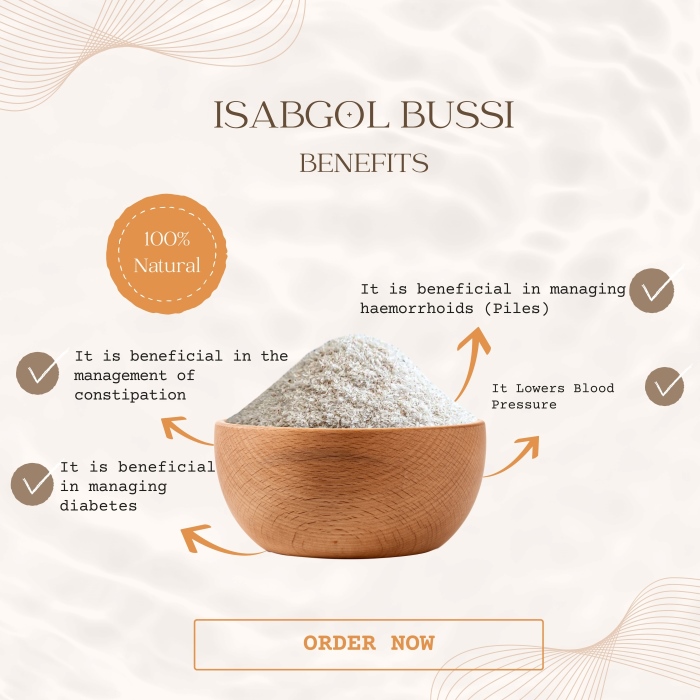 ISABGOL BUSSI
BENEFITS
100%
Natural
It is beneficial in managing
haemorrhoids (Piles)
It is beneficial in the
management of
constipation
It Lowers Blood
Pressure
It is beneficial
in managing
diabetes
ORDER NOW